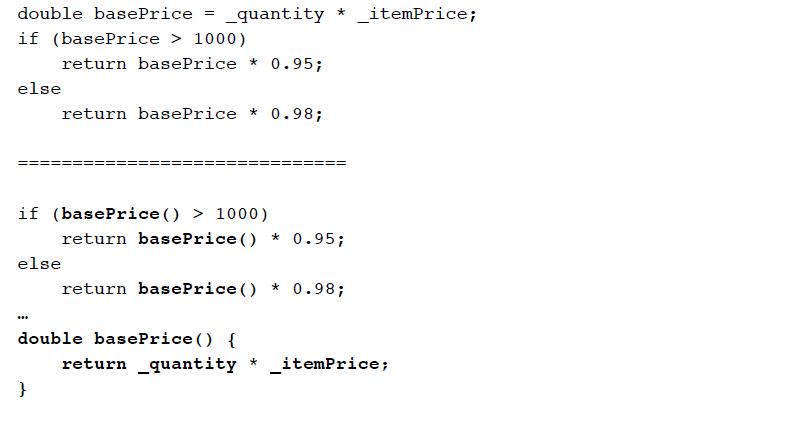 double basePrice = _quantity * _itemPrice;
if (basePrice > 1000)
    return basePrice * 0.95;
else
    return basePrice * 0.98;
==============================
if (basePrice() > 1000)
    return basePrice() * 0.95;
else
    return basePrice() * 0.98;
…
double basePrice() {
    return _quantity * _itemPrice;
}